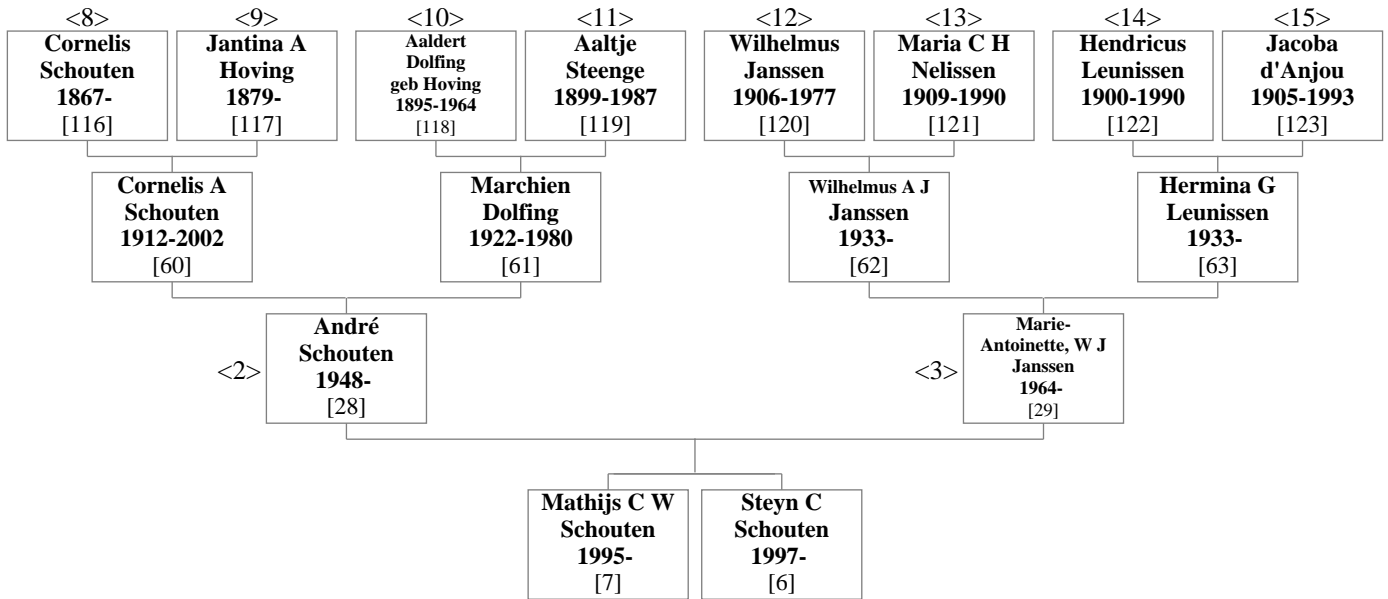 <8>
Cornelis
Schouten
1867-
[116]
<9>
Jantina A
Hoving
1879-
[117]
<10>
Aaldert
Dolfing
geb Hoving
1895-1964
[118]
<11>
Aaltje
Steenge
1899-1987
[119]
<12>
Wilhelmus
Janssen
1906-1977
[120]
<13>
Maria C H
Nelissen
1909-1990
[121]
<14>
Hendricus
Leunissen
1900-1990
[122]
<15>
Jacoba
d'Anjou
1905-1993
[123]
Cornelis A
Schouten
1912-2002
[60]
Marchien
Dolfing
1922-1980
[61]
Wilhelmus A J
Janssen
1933-
[62]
Hermina G
Leunissen
1933-
[63]
<2>
André
Schouten
1948-
[28]
<3>
Marie-
Antoinette, W J
Janssen
1964-
[29]
Mathijs C W
Schouten
1995-
[7]
Steyn C
Schouten
1997-
[6]